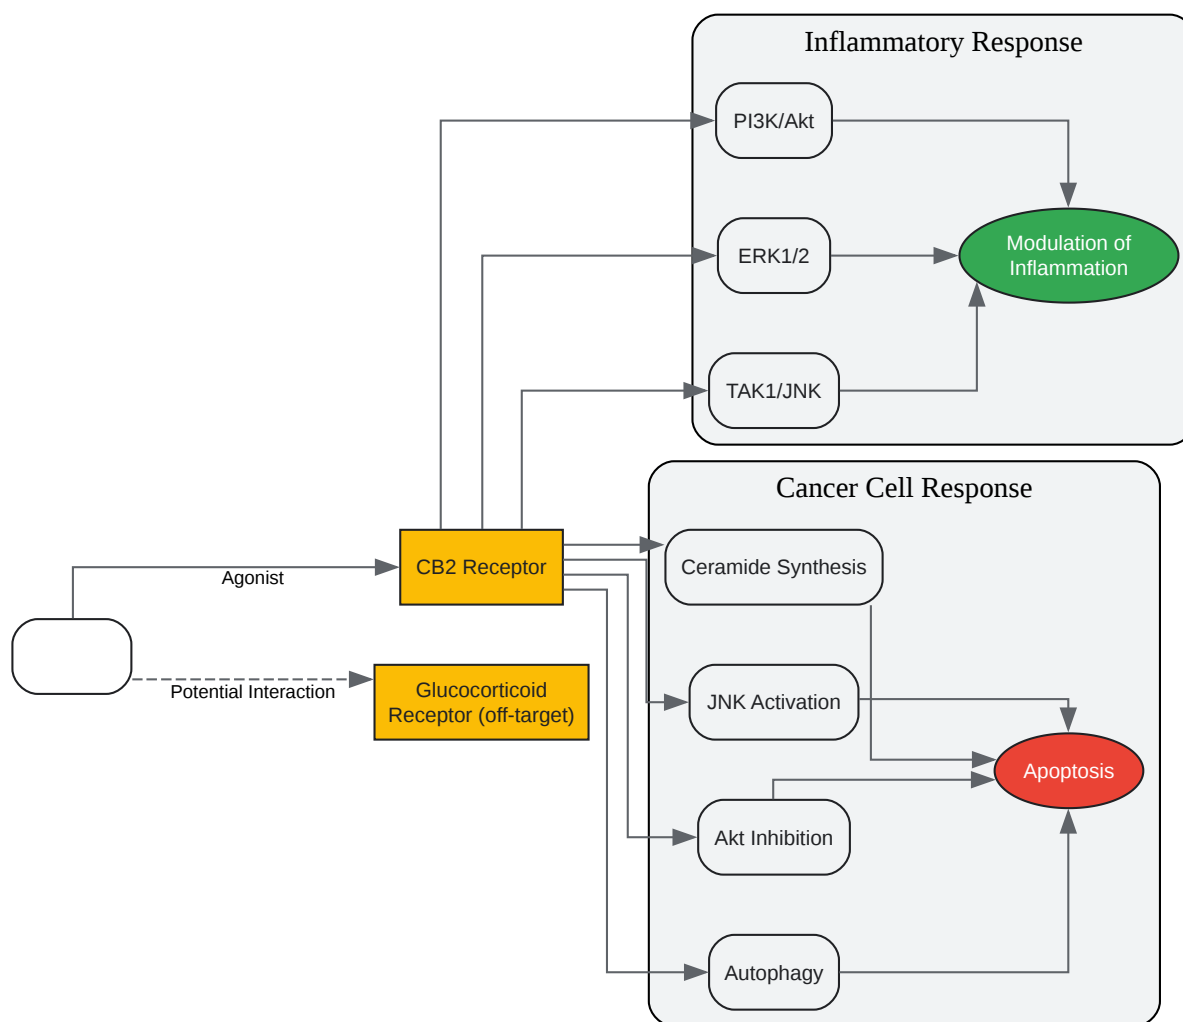 Inflammatory Response
PI3K/Akt
ERK1/2
Modulation of
Inflammation
TAK1/JNK
Cancer Cell Response
Agonist
CB2 Receptor
Ceramide Synthesis
Potential Interaction
Glucocorticoid
Receptor (off-target)
JNK Activation
Apoptosis
Akt Inhibition
Autophagy